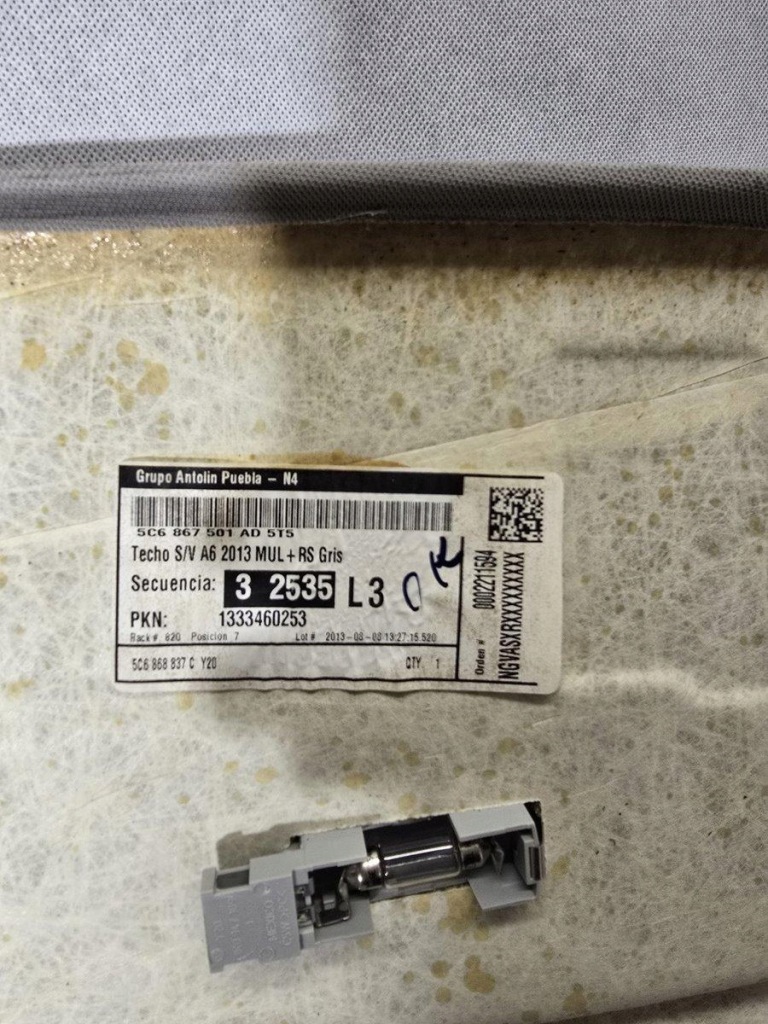 Grupo Antolin Puebla - N4
5C6 867 501 AD 5T5
Techo S/V A6 2013 MUL+RS Gris
Secuencia: 3 2535 L3 OK
PKN: 1333460253
Rack # 820 Posicion 7 Lot # 2013-08-08 13:27:15.520
5C6 868 837 C Y20 QTY 1
Orden # 0002211594
NGVASXRXXXXXXXXXX